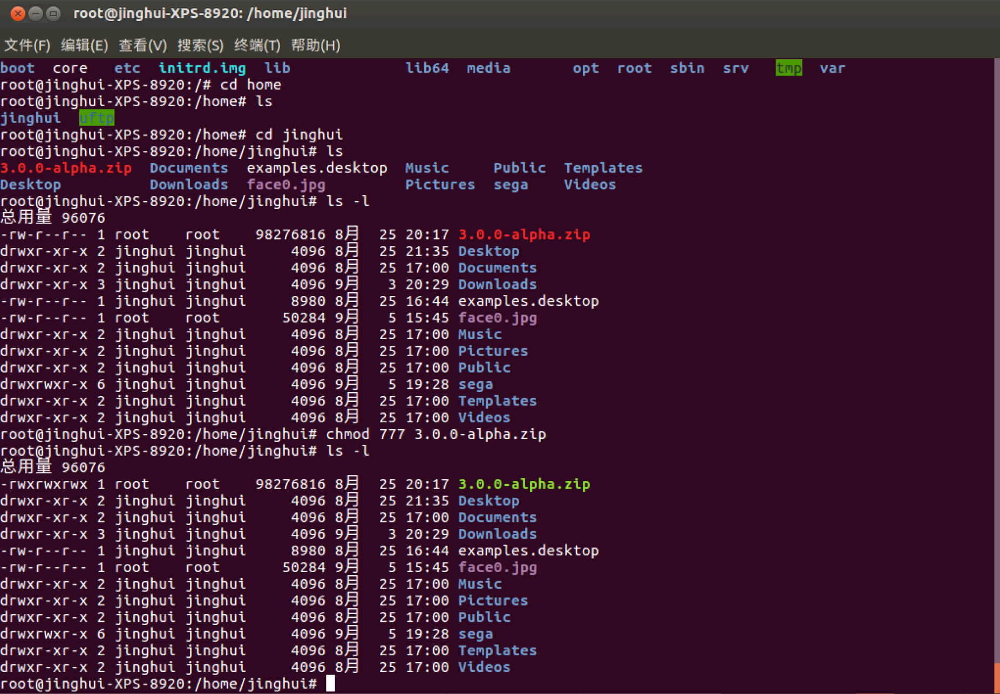 root@jinghui-XPS-8920: /home/jinghui
文件(F) 编辑(E) 查看(V) 搜索(S) 终端(T) 帮助(H)
boot  core   etc  initrd.img  lib             lib64  media       opt  root  sbin  srv   tmp  var
root@jinghui-XPS-8920:/# cd home
root@jinghui-XPS-8920:/home# ls
jinghui  uftp
root@jinghui-XPS-8920:/home# cd jinghui
root@jinghui-XPS-8920:/home/jinghui# ls
3.0.0-alpha.zip  Documents  examples.desktop  Music     Public  Templates
Desktop          Downloads  face0.jpg         Pictures  sega    Videos
root@jinghui-XPS-8920:/home/jinghui# ls -l
总用量 96076
-rw-r--r-- 1 root    root    98276816 8月  25 20:17 3.0.0-alpha.zip
drwxr-xr-x 2 jinghui jinghui     4096 8月  25 21:35 Desktop
drwxr-xr-x 2 jinghui jinghui     4096 8月  25 17:00 Documents
drwxr-xr-x 3 jinghui jinghui     4096 9月   3 20:29 Downloads
-rw-r--r-- 1 jinghui jinghui     8980 8月  25 16:44 examples.desktop
-rw-r--r-- 1 root    root       50284 9月   5 15:45 face0.jpg
drwxr-xr-x 2 jinghui jinghui     4096 8月  25 17:00 Music
drwxr-xr-x 2 jinghui jinghui     4096 8月  25 17:00 Pictures
drwxr-xr-x 2 jinghui jinghui     4096 8月  25 17:00 Public
drwxrwxr-x 6 jinghui jinghui     4096 9月   5 19:28 sega
drwxr-xr-x 2 jinghui jinghui     4096 8月  25 17:00 Templates
drwxr-xr-x 2 jinghui jinghui     4096 8月  25 17:00 Videos
root@jinghui-XPS-8920:/home/jinghui# chmod 777 3.0.0-alpha.zip
root@jinghui-XPS-8920:/home/jinghui# ls -l
总用量 96076
-rwxrwxrwx 1 root    root    98276816 8月  25 20:17 3.0.0-alpha.zip
drwxr-xr-x 2 jinghui jinghui     4096 8月  25 21:35 Desktop
drwxr-xr-x 2 jinghui jinghui     4096 8月  25 17:00 Documents
drwxr-xr-x 3 jinghui jinghui     4096 9月   3 20:29 Downloads
-rw-r--r-- 1 jinghui jinghui     8980 8月  25 16:44 examples.desktop
-rw-r--r-- 1 root    root       50284 9月   5 15:45 face0.jpg
drwxr-xr-x 2 jinghui jinghui     4096 8月  25 17:00 Music
drwxr-xr-x 2 jinghui jinghui     4096 8月  25 17:00 Pictures
drwxr-xr-x 2 jinghui jinghui     4096 8月  25 17:00 Public
drwxrwxr-x 6 jinghui jinghui     4096 9月   5 19:28 sega
drwxr-xr-x 2 jinghui jinghui     4096 8月  25 17:00 Templates
drwxr-xr-x 2 jinghui jinghui     4096 8月  25 17:00 Videos
root@jinghui-XPS-8920:/home/jinghui#